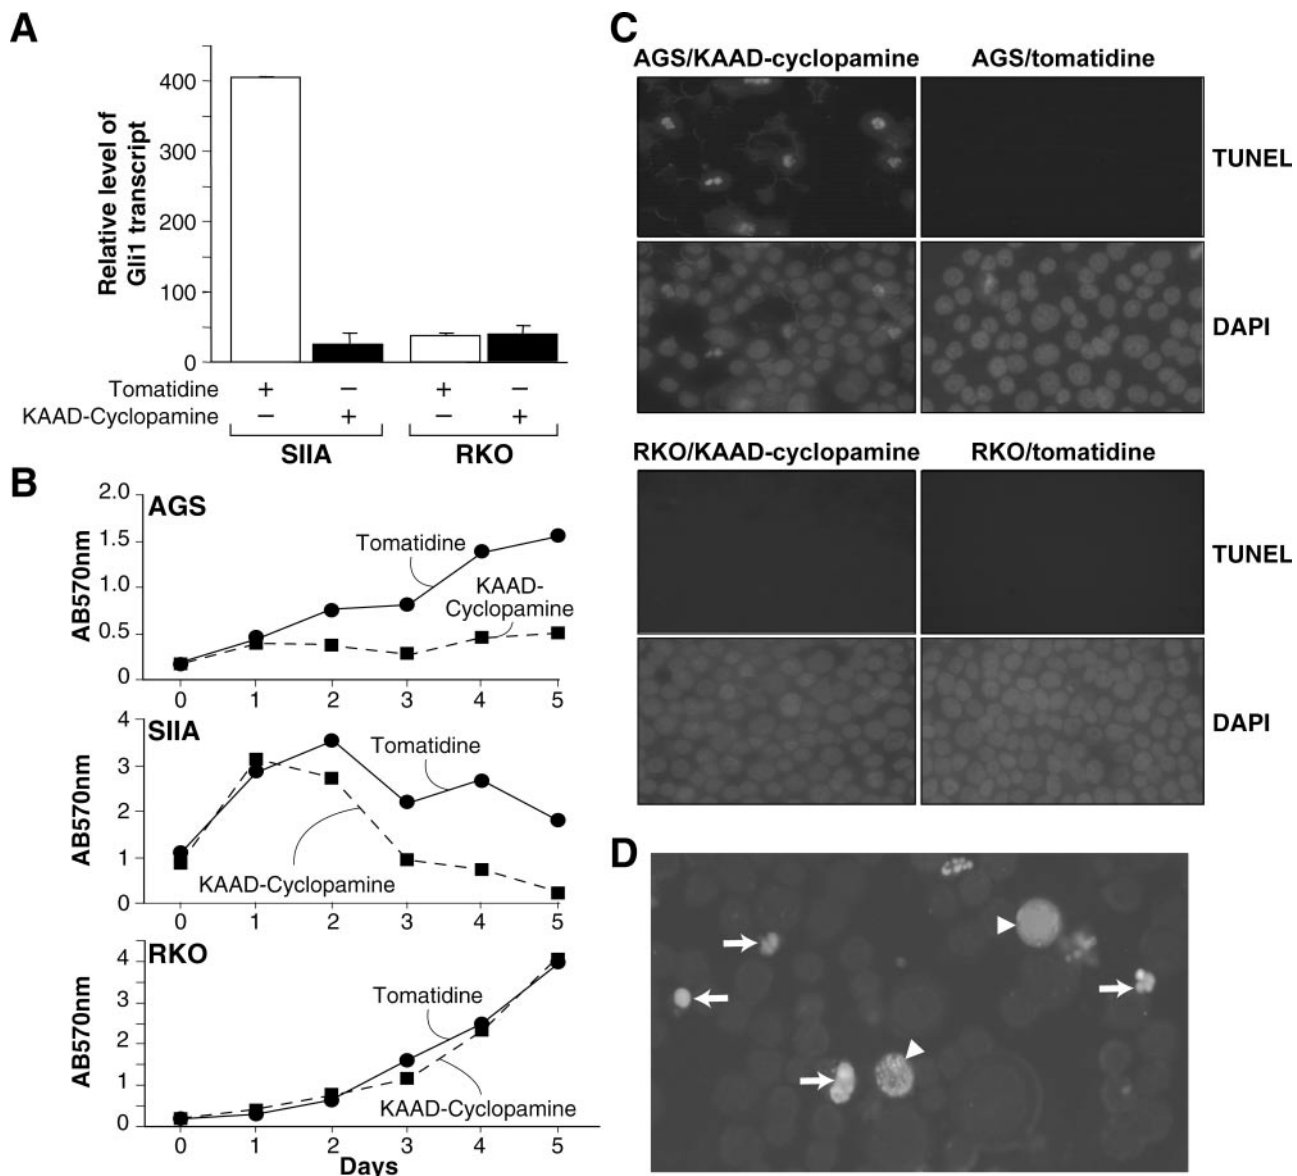 A
Relative level of
Gli1 transcript
400
300
200
100
0
Tomatidine + – + –
KAAD-Cyclopamine – + – +
SIIA RKO
B
AGS
AB570nm
2.0
1.5
1.0
0.5
0
Tomatidine
KAAD-
Cyclopamine
0 1 2 3 4 5
SIIA
AB570nm
4
3
2
1
0
Tomatidine
KAAD-Cyclopamine
0 1 2 3 4 5
RKO
AB570nm
4
3
2
1
0
Tomatidine
KAAD-Cyclopamine
0 1 2 3 4 5
Days
C
AGS/KAAD-cyclopamine AGS/tomatidine
TUNEL
DAPI
RKO/KAAD-cyclopamine RKO/tomatidine
TUNEL
DAPI
D